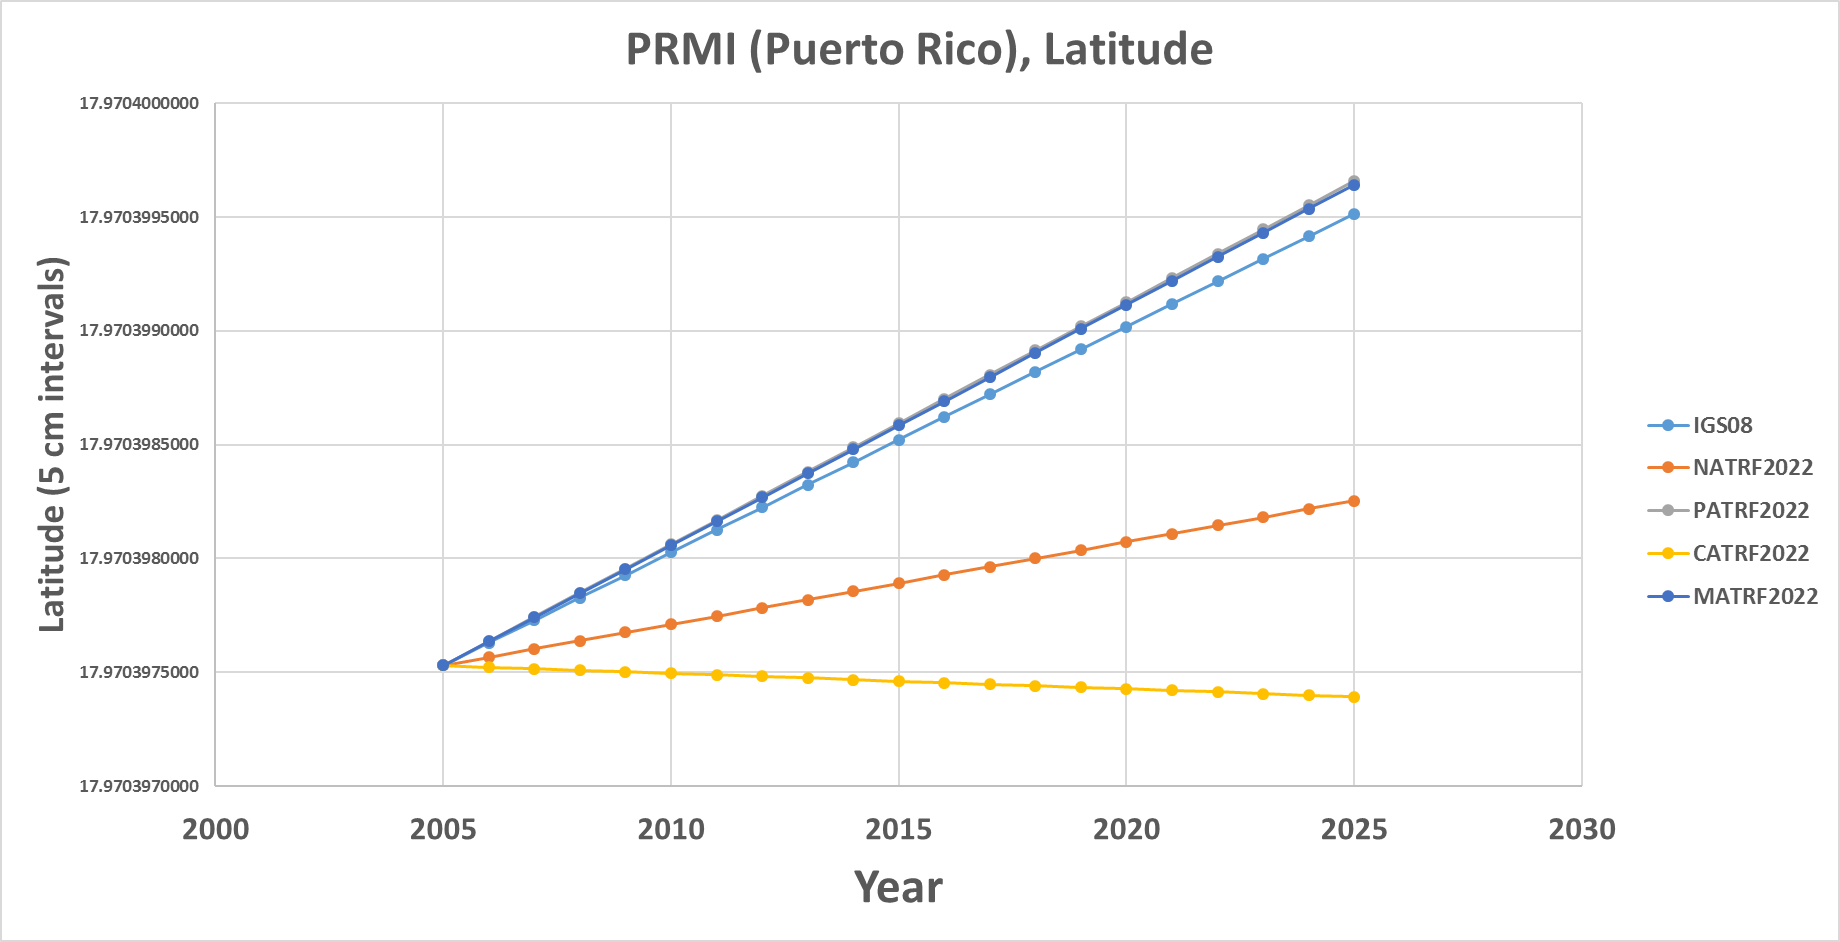 PRMI (Puerto Rico), Latitude
17.9704000000
17.9703995000
17.9703990000
17.9703985000
17.9703980000
17.9703975000
17.9703970000
Latitude (5 cm intervals)
2000 2005 2010 2015 2020 2025 2030
Year
IGS08
NATRF2022
PATRF2022
CATRF2022
MATRF2022